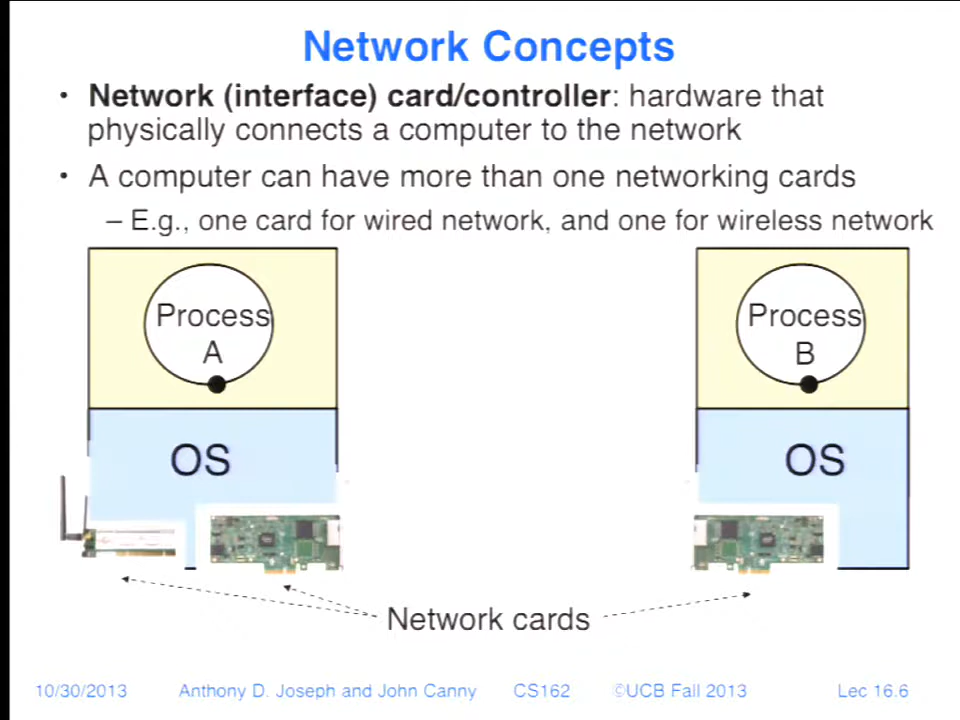 Network Concepts
• Network (interface) card/controller: hardware that
physically connects a computer to the network
• A computer can have more than one networking cards
– E.g., one card for wired network, and one for wireless network
Process
A
Process
B
OS
OS
Network cards
10/30/2013 Anthony D. Joseph and John Canny CS162 ©UCB Fall 2013 Lec 16.6